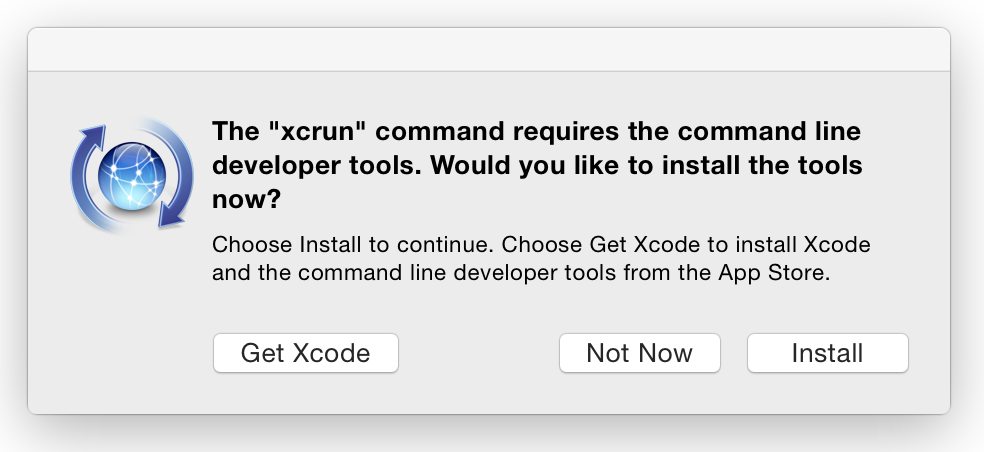 The "xcrun" command requires the command line
developer tools. Would you like to install the tools
now?
Choose Install to continue. Choose Get Xcode to install Xcode
and the command line developer tools from the App Store.
Get Xcode
Not Now
Install